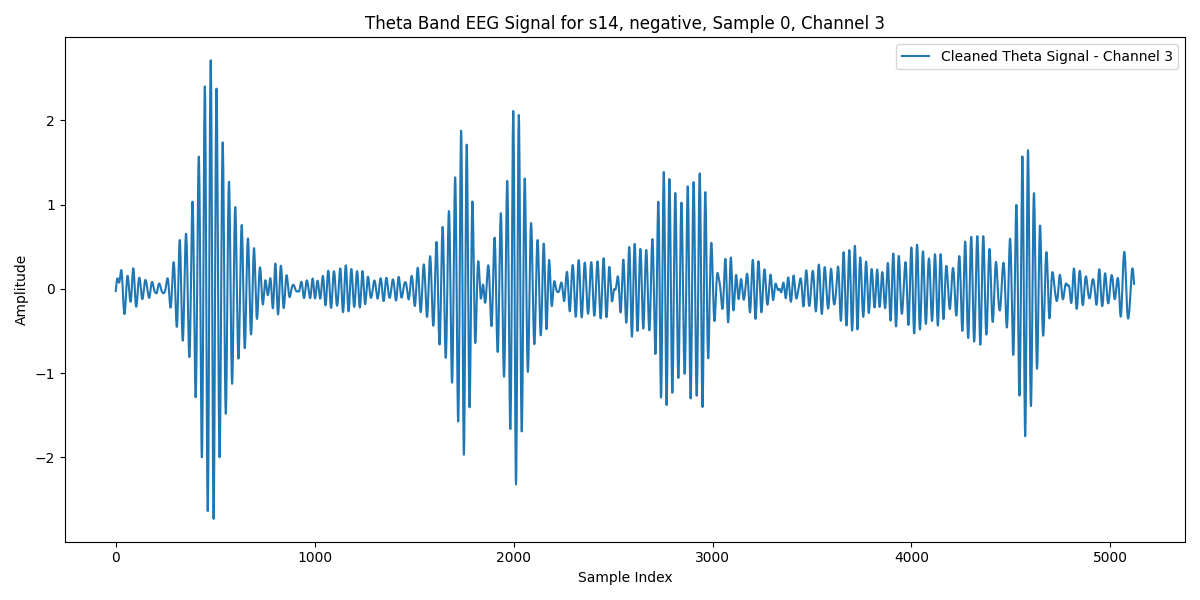 Theta Band EEG Signal for s14, negative, Sample 0, Channel 3
Cleaned Theta Signal - Channel 3
Amplitude
2
1
0
−1
−2
0 1000 2000 3000 4000 5000
Sample Index